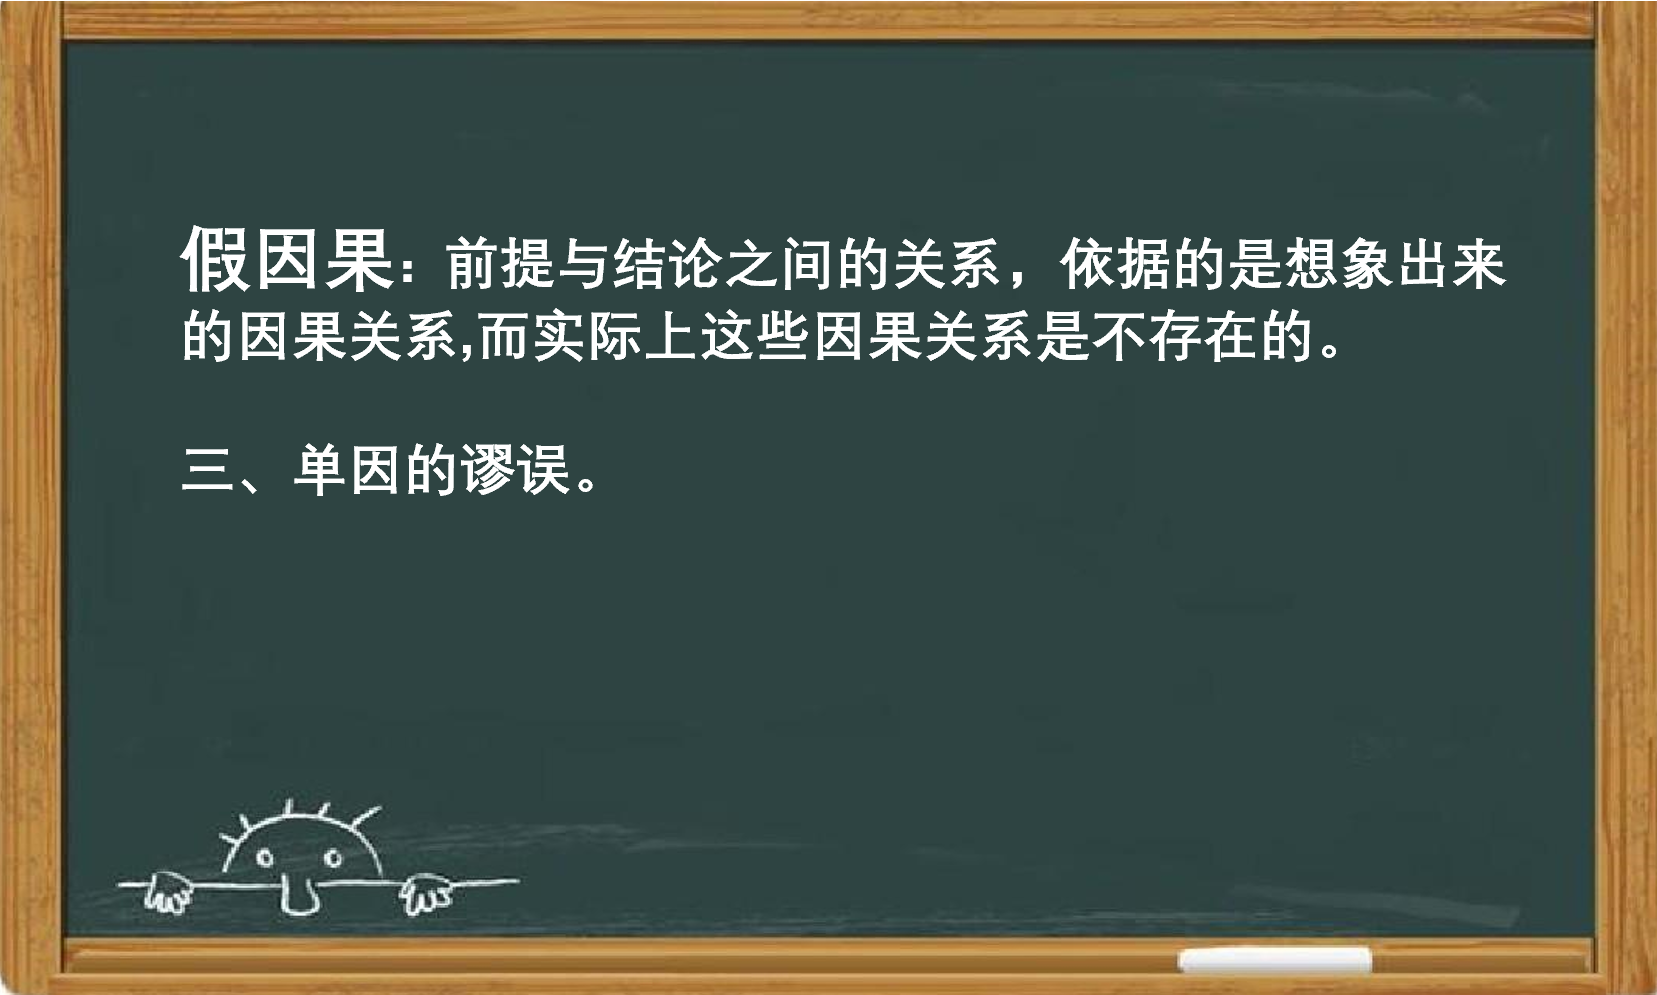 假因果：前提与结论之间的关系，依据的是想象出来
的因果关系,而实际上这些因果关系是不存在的。
三、单因的谬误。